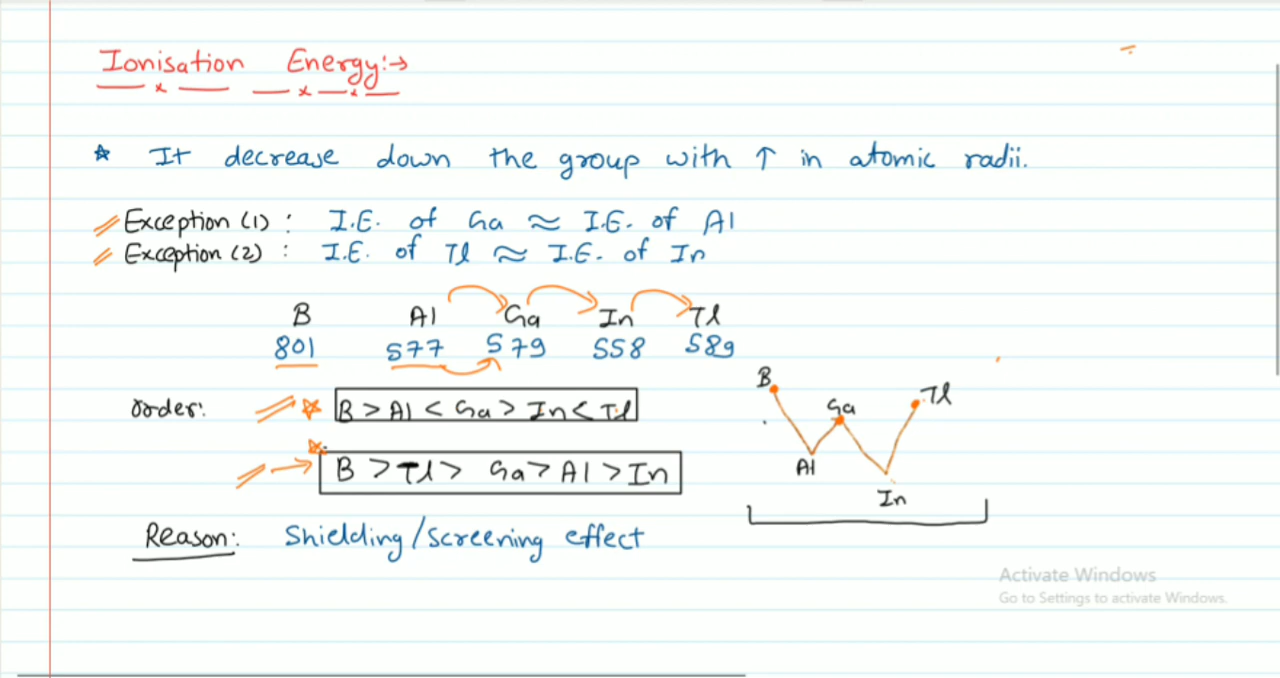 Ionisation Energy:→
☆ It decrease down the group with ↑ in atomic radii.
Exception (1) : I.E. of Ga ≈ I.E. of Al
Exception (2) : I.E. of Tl ≈ I.E. of In
B Al Ga In Tl
801 577 579 558 589
order: B > Al < Ga > In < Tl
B > Tl > Ga > Al > In
B
Ga
Tl
Al
In
Reason: Shielding/screening effect
Activate Windows
Go to Settings to activate Windows.